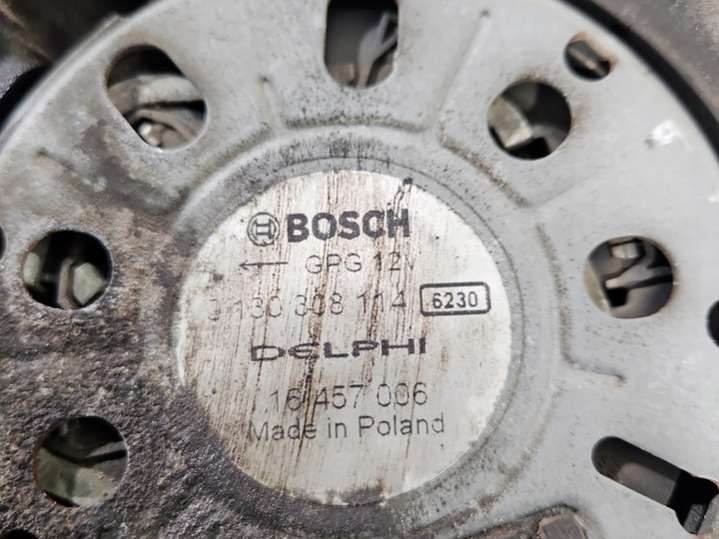 BOSCH
GPG 12V
0 130 308 114 6230
DELPHI
16 457 006
Made in Poland